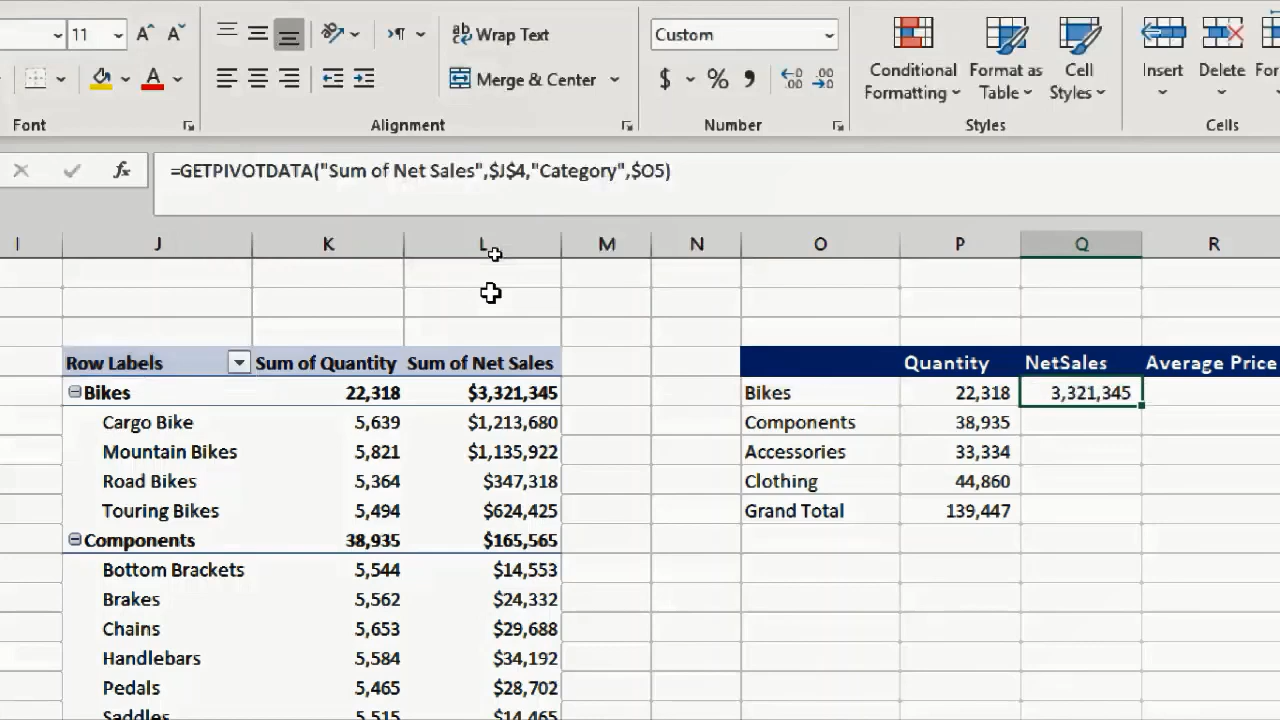 11 A^ A˅ Wrap Text Custom
Conditional Formatting Format as Table Cell Styles Insert Delete For
$ % , Merge & Center
Font Alignment Number Styles Cells
fx =GETPIVOTDATA("Sum of Net Sales",$J$4,"Category",$O5)
I J K L M N O P Q R
Row Labels Sum of Quantity Sum of Net Sales Quantity NetSales Average Price
Bikes 22,318 $3,321,345 Bikes 22,318 3,321,345
Cargo Bike 5,639 $1,213,680 Components 38,935
Mountain Bikes 5,821 $1,135,922 Accessories 33,334
Road Bikes 5,364 $347,318 Clothing 44,860
Touring Bikes 5,494 $624,425 Grand Total 139,447
Components 38,935 $165,565
Bottom Brackets 5,544 $14,553
Brakes 5,562 $24,332
Chains 5,653 $29,688
Handlebars 5,584 $34,192
Pedals 5,465 $28,702
Saddles 5,515 $14,465